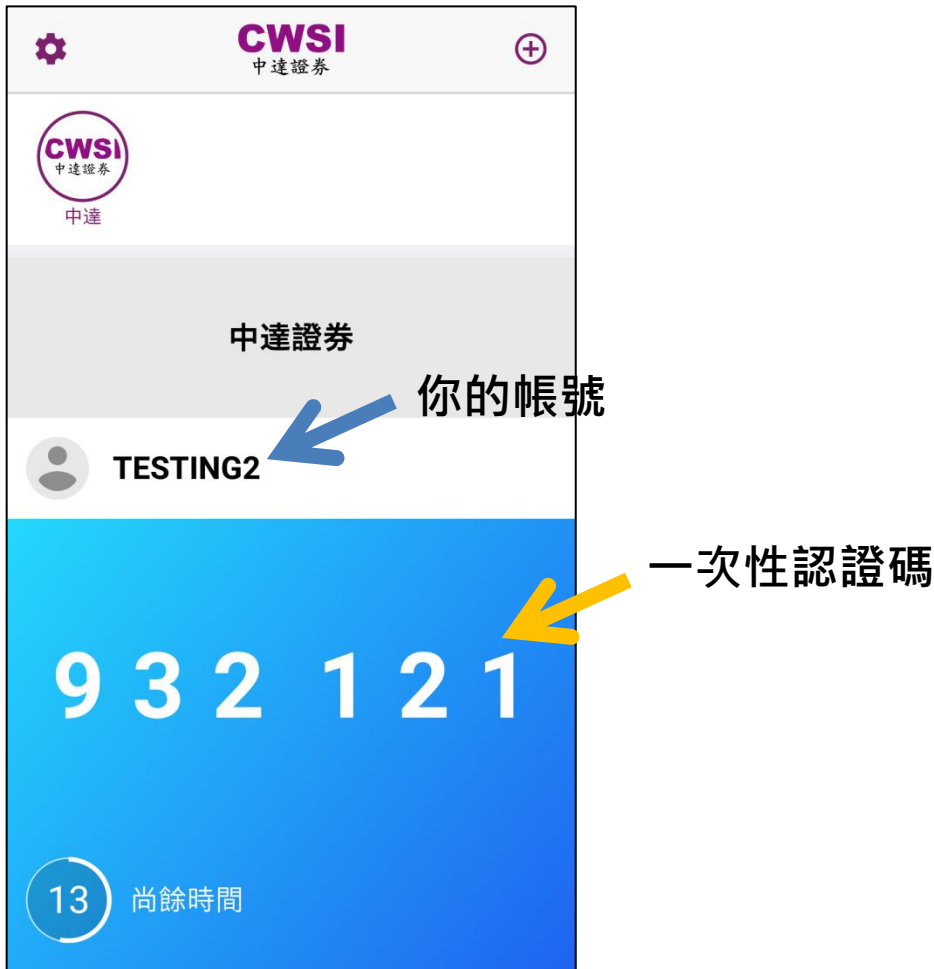 CWSI
中達證券
CWSI
中達證券
中達
中達證券
你的帳號
TESTING2
一次性認證碼
932 121
13 尚餘時間